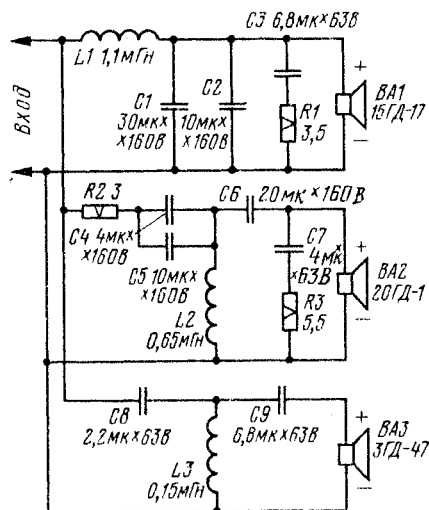 C3 6,8мк×63В
L1 1,1мГн
Вход
C1
30мк×
×160В
C2
10мк×
×160В
R1
3,5
+
BA1
15ГД-17
−
R2 3
C6
20мк×160В
C4 4мк×
×160В
C5 10мк×
×160В
L2
0,65мГн
C7
4мк×
×63В
R3
5,5
+
BA2
20ГД-1
−
C8
2,2мк×63В
C9
6,8мк×63В
L3
0,15мГн
+
BA3
3ГД-47
−